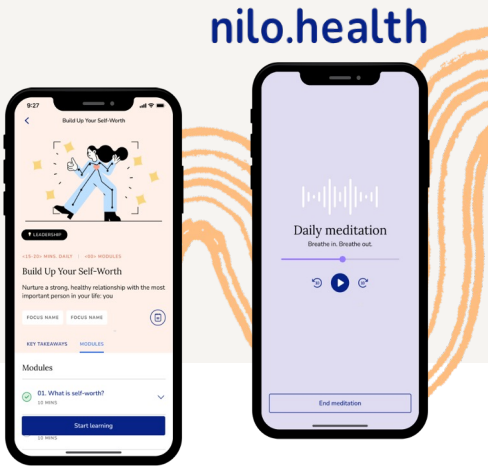 nilo.health
9:27
Build Up Your Self-Worth
LEADERSHIP
<15-20> MINS, DAILY | <50> MODULES
Build Up Your Self-Worth
Nurture a strong, healthy relationship with the most
important person in your life: you
FOCUS NAME FOCUS NAME
KEY TAKEAWAYS MODULES
Modules
01. What is self-worth?
10 MINS
Start learning
10 MINS
Daily meditation
Breathe in. Breathe out.
End meditation